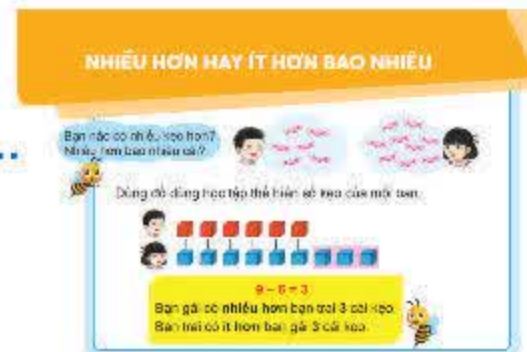 NHIỀU HƠN HAY ÍT HƠN BAO NHIÊU
Bạn nào có nhiều kẹo hơn?
Nhiều hơn bao nhiêu cái?
Dùng đồ dùng học tập thể hiện số kẹo của mỗi bạn.
9 - 6 = 3
Bạn gái có nhiều hơn bạn trai 3 cái kẹo.
Bạn trai có ít hơn bạn gái 3 cái kẹo.